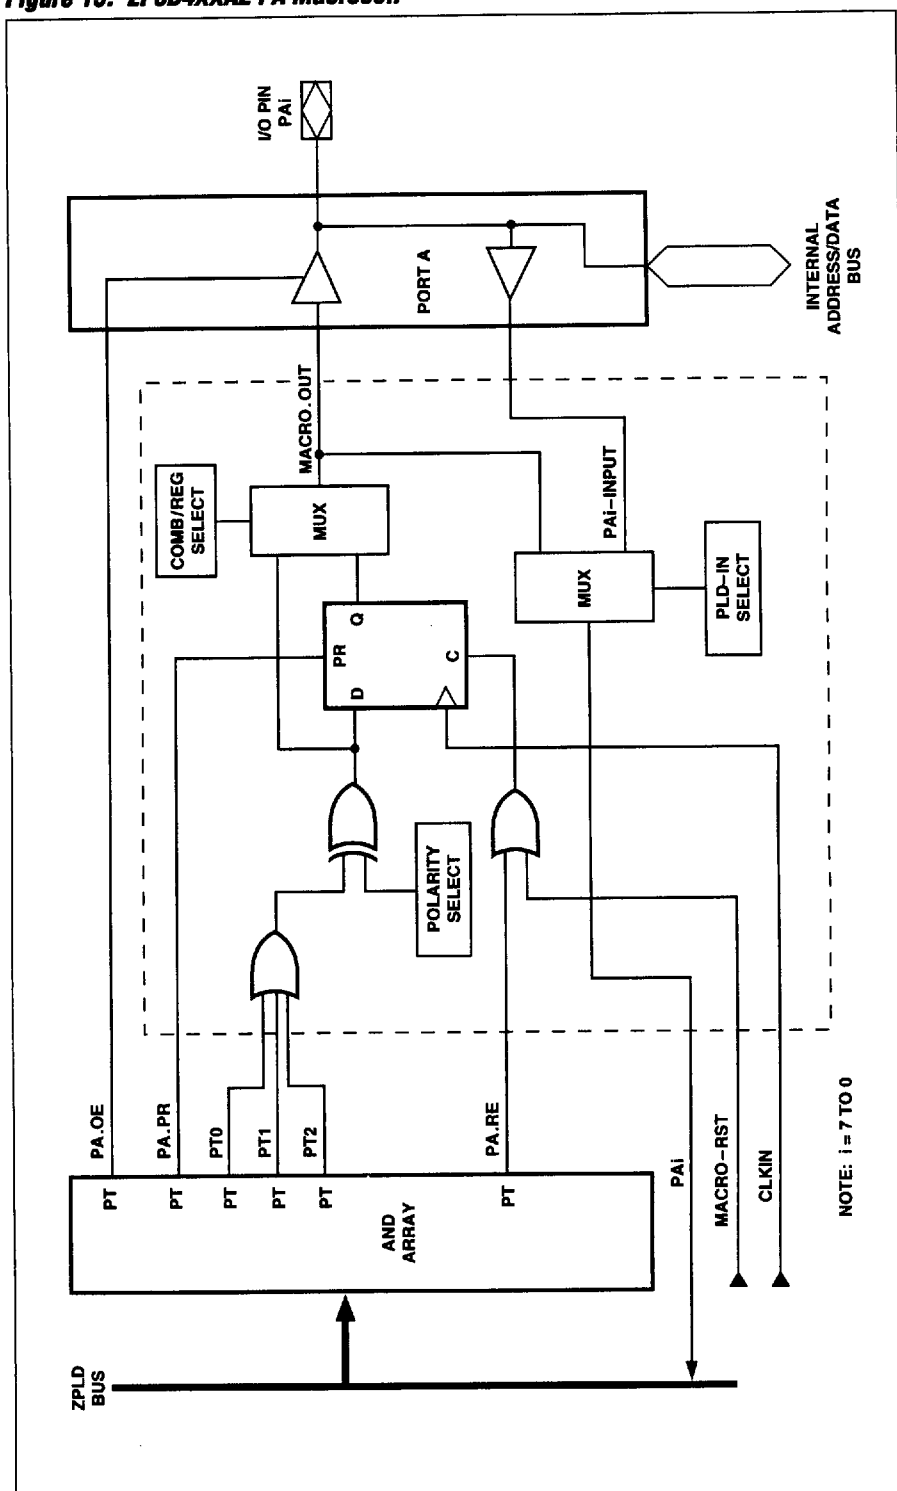 I/O PIN
PAi
PORT A
INTERNAL
ADDRESS/DATA
BUS
MACRO.OUT
COMB/REG
SELECT
MUX
PAi–INPUT
MUX
PLD–IN
SELECT
PR
Q
D
C
POLARITY
SELECT
PA.OE
PA.PR
PT0
PT1
PT2
PA.RE
PAi
MACRO–RST
CLKIN
PT
PT
PT
PT
PT
PT
AND
ARRAY
ZPLD
BUS
NOTE: i = 7 TO 0